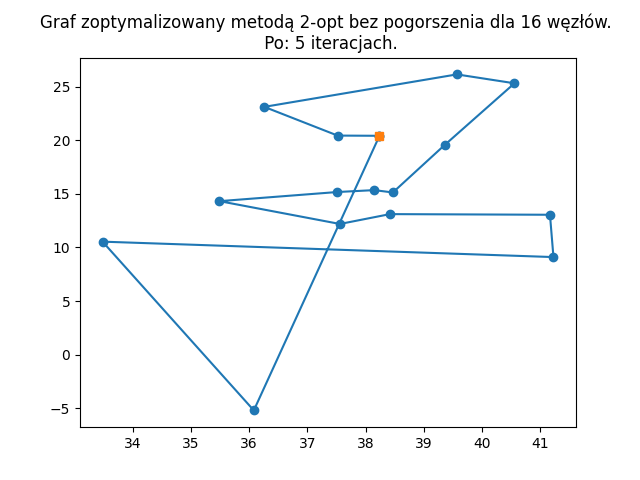 Graf zoptymalizowany metodą 2-opt bez pogorszenia dla 16 węzłów.
Po: 5 iteracjach.
25
20
15
10
5
0
−5
34 35 36 37 38 39 40 41